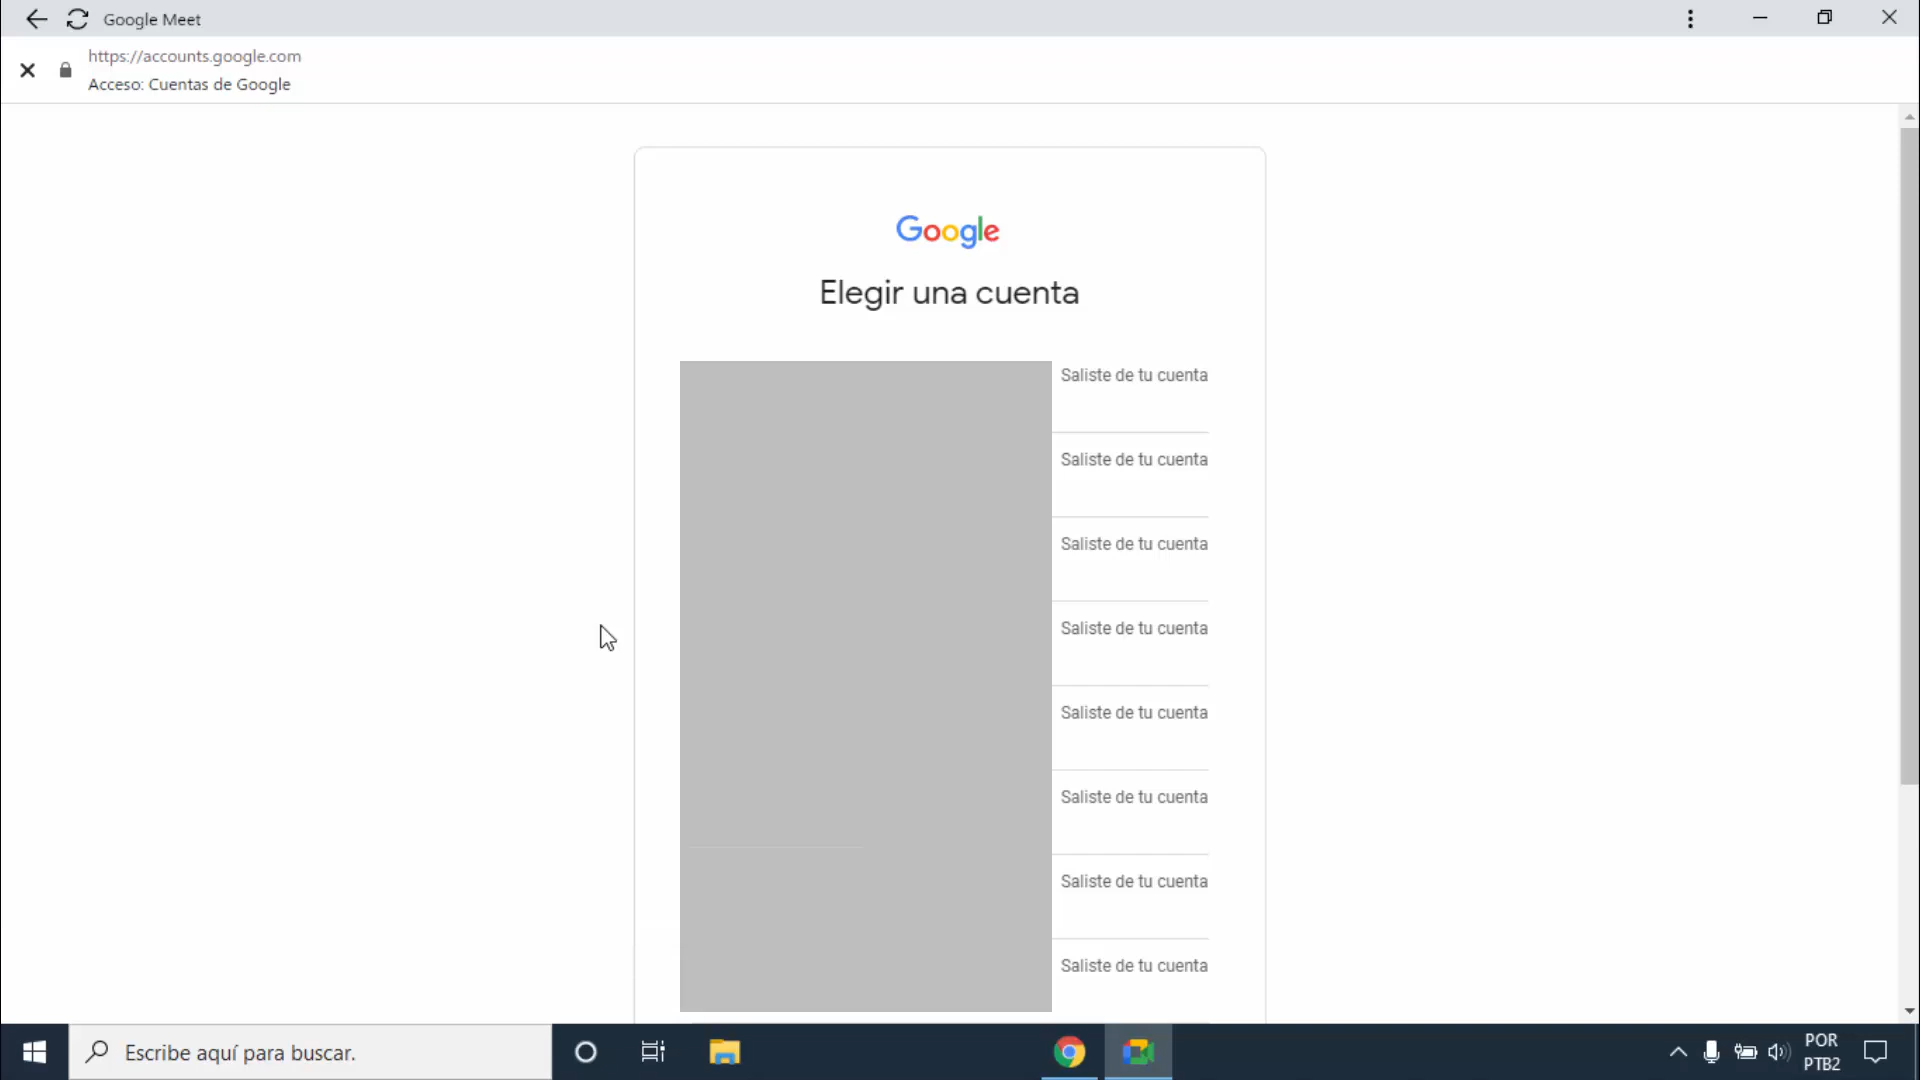 Google Meet
https://accounts.google.com
Acceso: Cuentas de Google
Google
Elegir una cuenta
Saliste de tu cuenta
Saliste de tu cuenta
Saliste de tu cuenta
Saliste de tu cuenta
Saliste de tu cuenta
Saliste de tu cuenta
Saliste de tu cuenta
Saliste de tu cuenta
Escribe aquí para buscar.
POR
PTB2